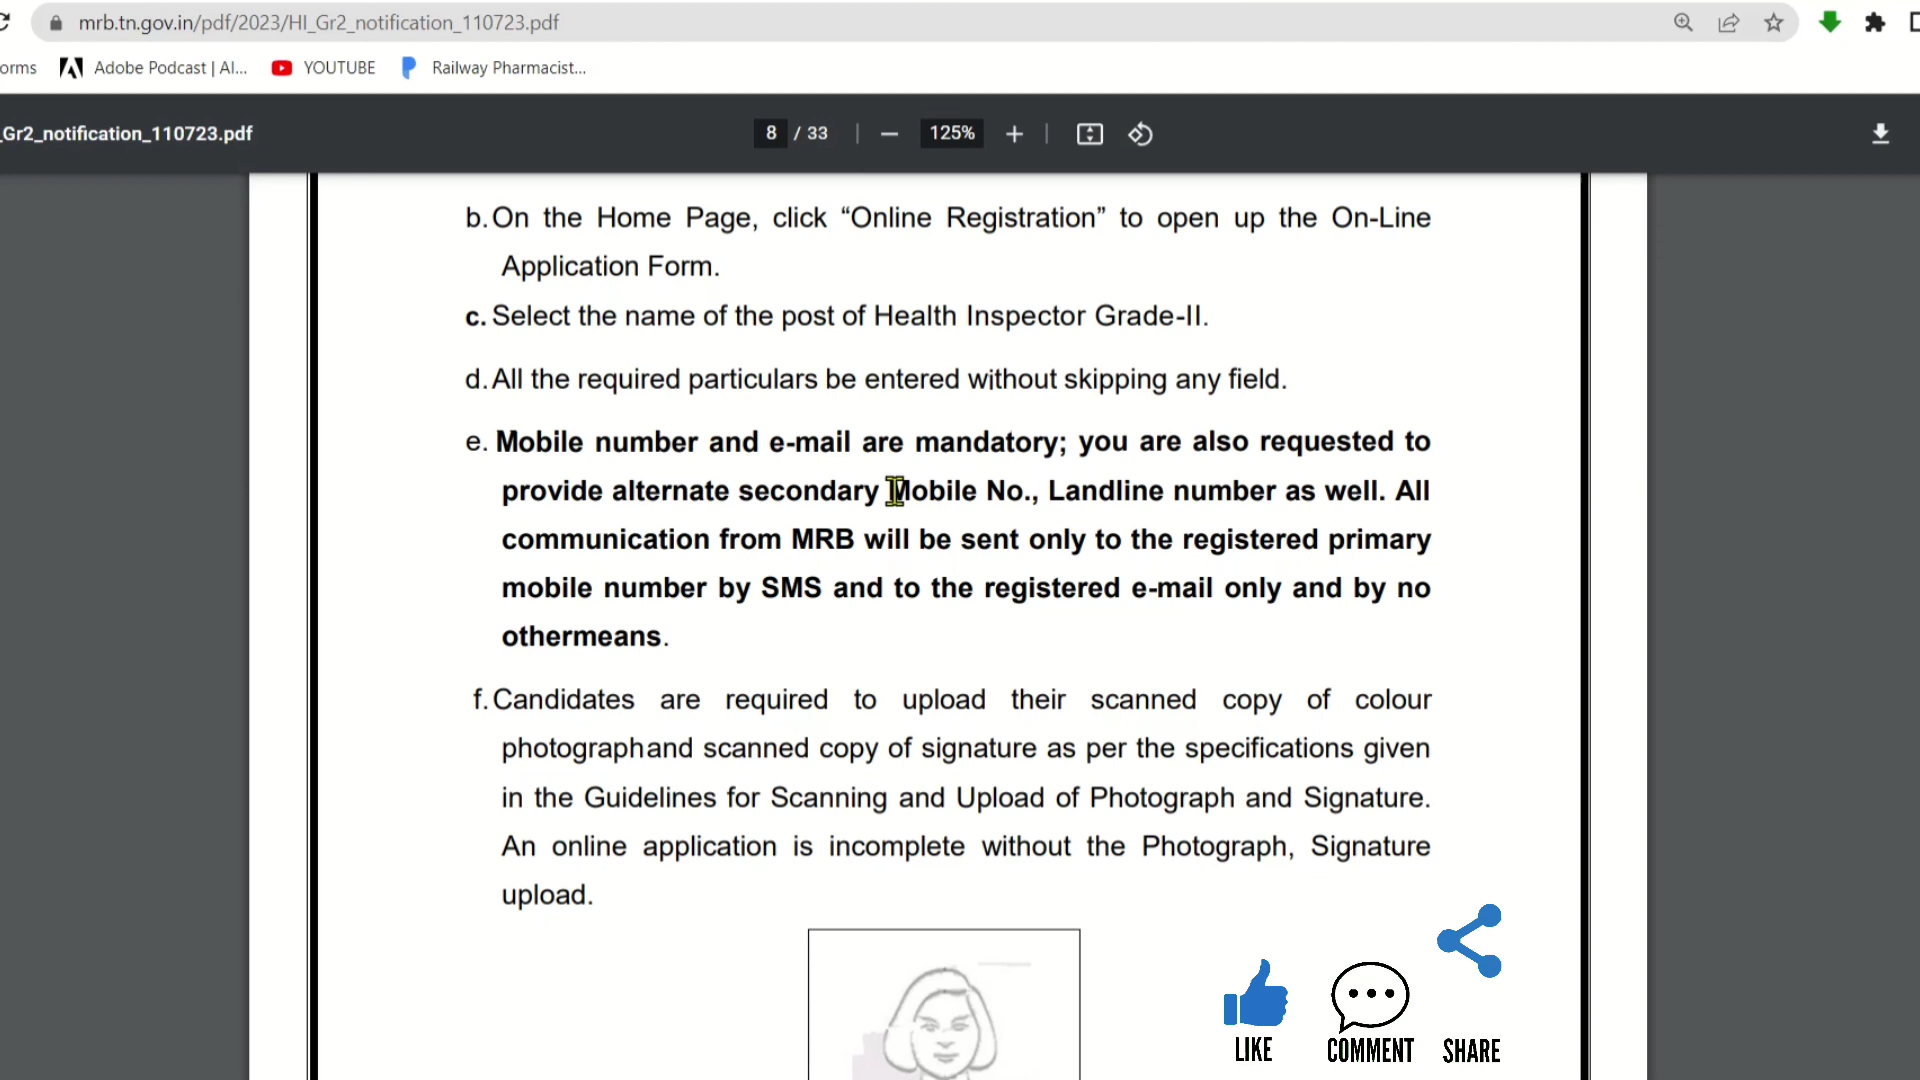 mrb.tn.gov.in/pdf/2023/HI_Gr2_notification_110723.pdf
orms Adobe Podcast | AI... YOUTUBE Railway Pharmacist...
_Gr2_notification_110723.pdf 8 / 33 125%
b. On the Home Page, click “Online Registration” to open up the On-Line
Application Form.
c. Select the name of the post of Health Inspector Grade-II.
d. All the required particulars be entered without skipping any field.
e. Mobile number and e-mail are mandatory; you are also requested to
provide alternate secondary Mobile No., Landline number as well. All
communication from MRB will be sent only to the registered primary
mobile number by SMS and to the registered e-mail only and by no
othermeans.
f. Candidates are required to upload their scanned copy of colour
photographand scanned copy of signature as per the specifications given
in the Guidelines for Scanning and Upload of Photograph and Signature.
An online application is incomplete without the Photograph, Signature
upload.
LIKE COMMENT SHARE